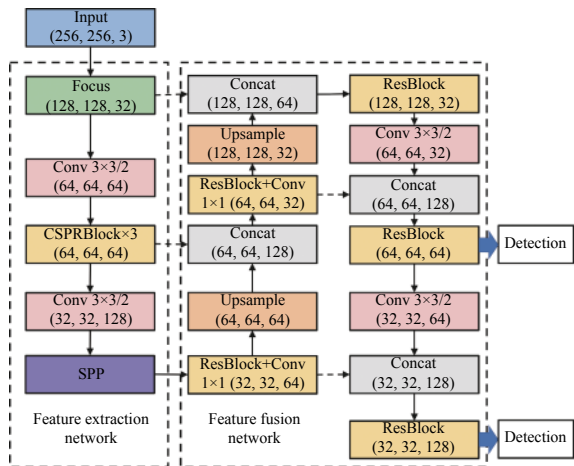 Input
(256, 256, 3)
Focus
(128, 128, 32)
Conv 3×3/2
(64, 64, 64)
CSPRBlock×3
(64, 64, 64)
Conv 3×3/2
(32, 32, 128)
SPP
Feature extraction
network
Concat
(128, 128, 64)
Upsample
(128, 128, 32)
ResBlock+Conv
1×1 (64, 64, 32)
Concat
(64, 64, 128)
Upsample
(64, 64, 64)
ResBlock+Conv
1×1 (32, 32, 64)
Feature fusion
network
ResBlock
(128, 128, 32)
Conv 3×3/2
(64, 64, 32)
Concat
(64, 64, 128)
ResBlock
(64, 64, 64)
Detection
Conv 3×3/2
(32, 32, 64)
Concat
(32, 32, 128)
ResBlock
(32, 32, 128)
Detection